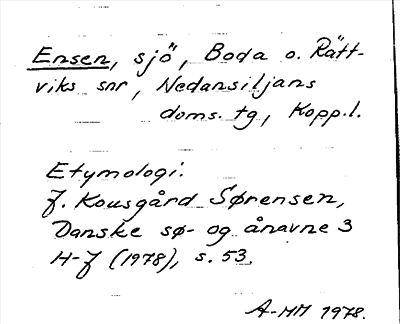 Ensen, sjö, Boda o. Rätt-
viks snr, Nedansiljans
doms. tg, Kopp.l.
Etymologi:
J. Kousgård Sørensen,
Danske sø- og ånavne 3
H-J (1978), s. 53.
A-MM 1978.